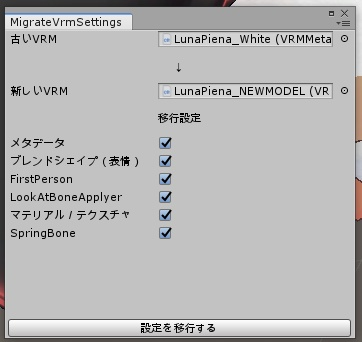 MigrateVrmSettings
古いVRM LunaPiena_White (VRMMeta
↓
新しいVRM LunaPiena_NEWMODEL (VR
移行設定
メタデータ
ブレンドシェイプ ( 表情 )
FirstPerson
LookAtBoneApplyer
マテリアル / テクスチャ
SpringBone
設定を移行する